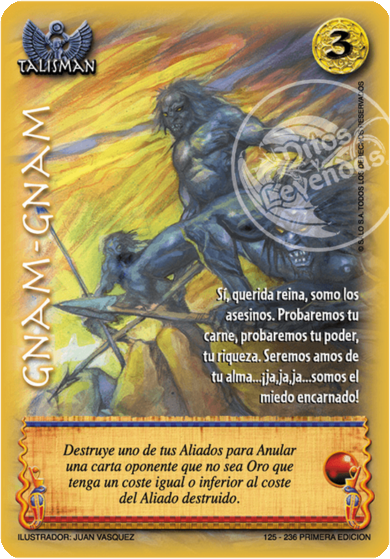 TALISMAN
3
GNAM-GNAM
Mitos y
Leyendas
Sí, querida reina, somo los
asesinos. Probaremos tu
carne, probaremos tu poder,
tu riqueza. Seremos amos de
tu alma...¡ja,ja,ja...somos el
miedo encarnado!
Destruye uno de tus Aliados para Anular
una carta oponente que no sea Oro que
tenga un coste igual o inferior al coste
del Aliado destruido.
ILUSTRADOR: JUAN VASQUEZ
125 - 236 PRIMERA EDICION